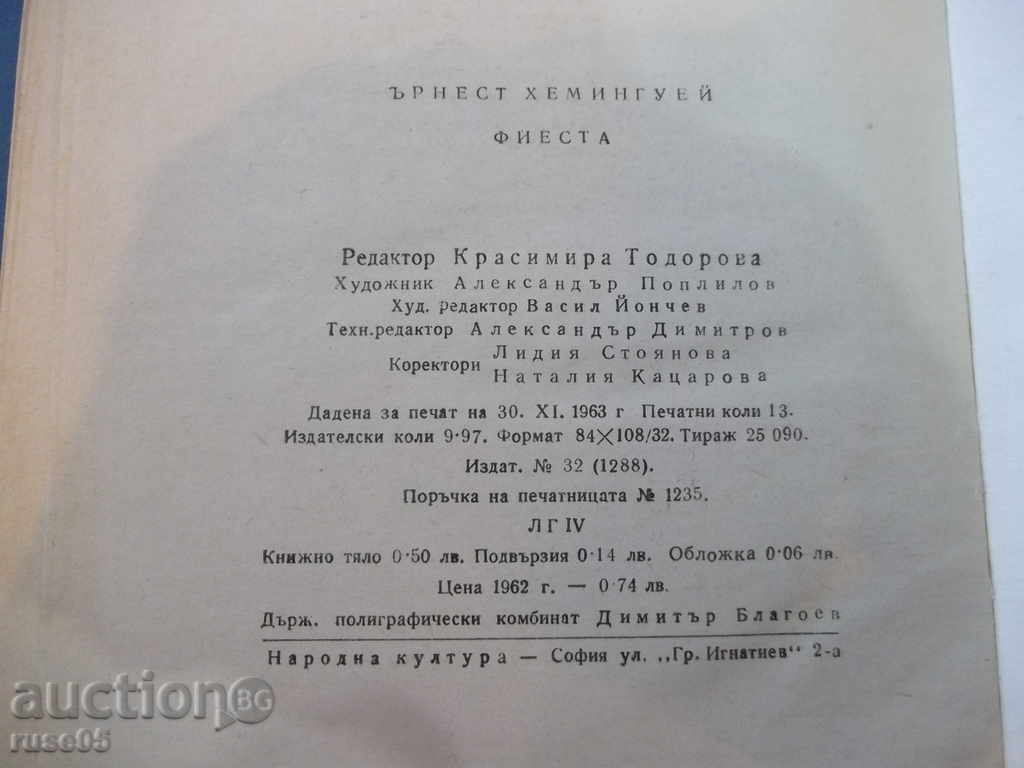 ЪРНЕСТ ХЕМИНГУЕЙ
ФИЕСТА
Редактор Красимира Тодорова
Художник Александър Поплилов
Худ. редактор Васил Йончев
Техн.редактор Александър Димитров
Коректори Лидия Стоянова
Наталия Кацарова
Дадена за печат на 30. XI. 1963 г Печатни коли 13.
Издателски коли 9·97. Формат 84×108/32. Тираж 25 090.
Издат. № 32 (1288).
Поръчка на печатницата № 1235.
ЛГ IV
Книжно тяло 0·50 лв. Подвързия 0·14 лв. Обложка 0·06 лв.
Цена 1962 г. — 0·74 лв.
Държ. полиграфически комбинат Димитър Благоев
Народна култура — София ул. „Гр. Игнатиев" 2-а
auction BG
ruse05